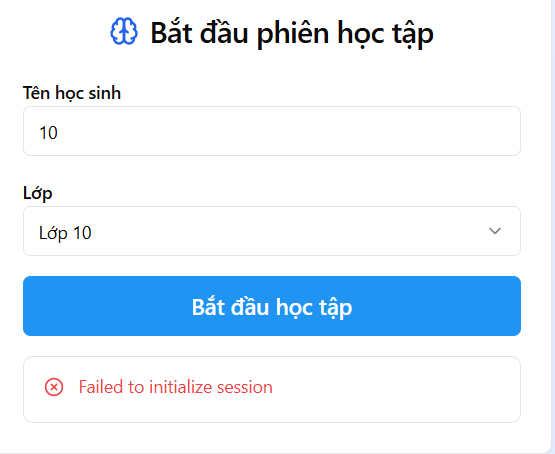 Bắt đầu phiên học tập
Tên học sinh
10
Lớp
Lớp 10
Bắt đầu học tập
Failed to initialize session